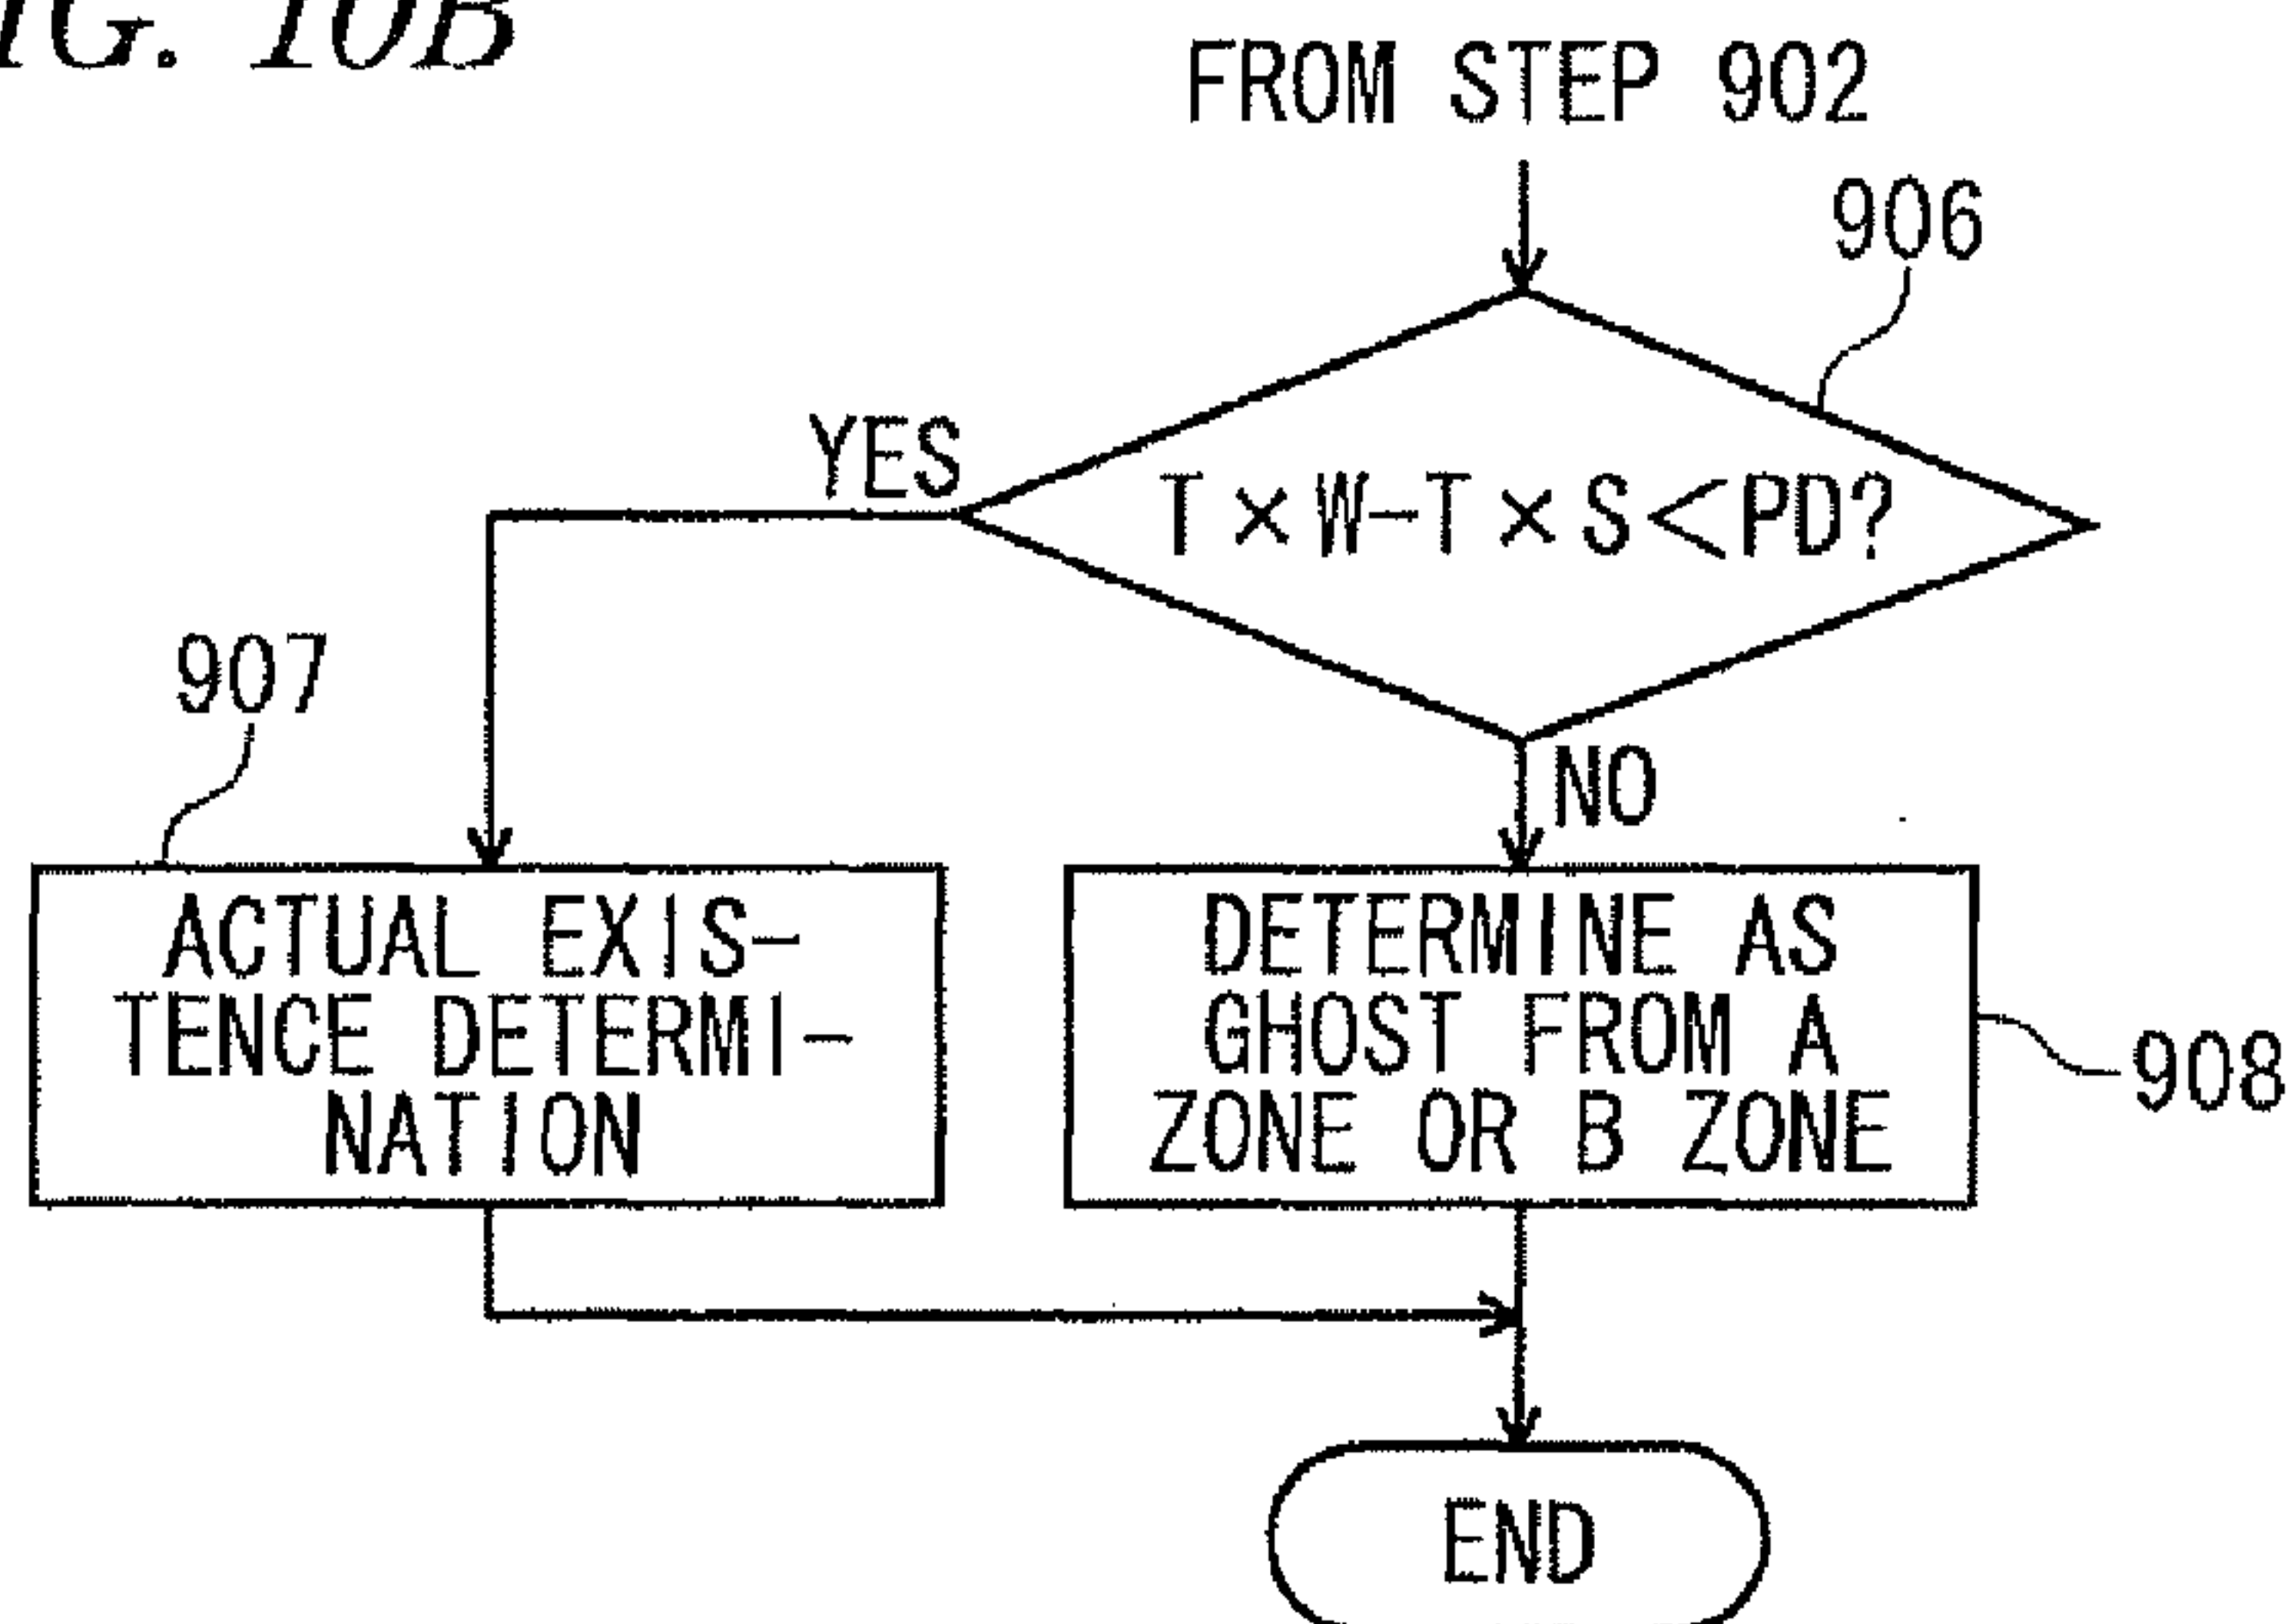 IG. 10B
FROM STEP 902
906
YES
T×W-T×S<PD?
907
NO
ACTUAL EXIS-
TENCE DETERMI-
NATION
DETERMINE AS
GHOST FROM A
ZONE OR B ZONE
908
END